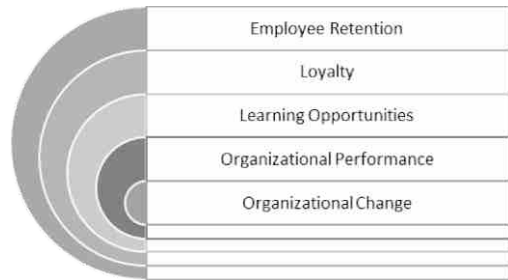 Employee Retention
Loyalty
Learning Opportunities
Organizational Performance
Organizational Change